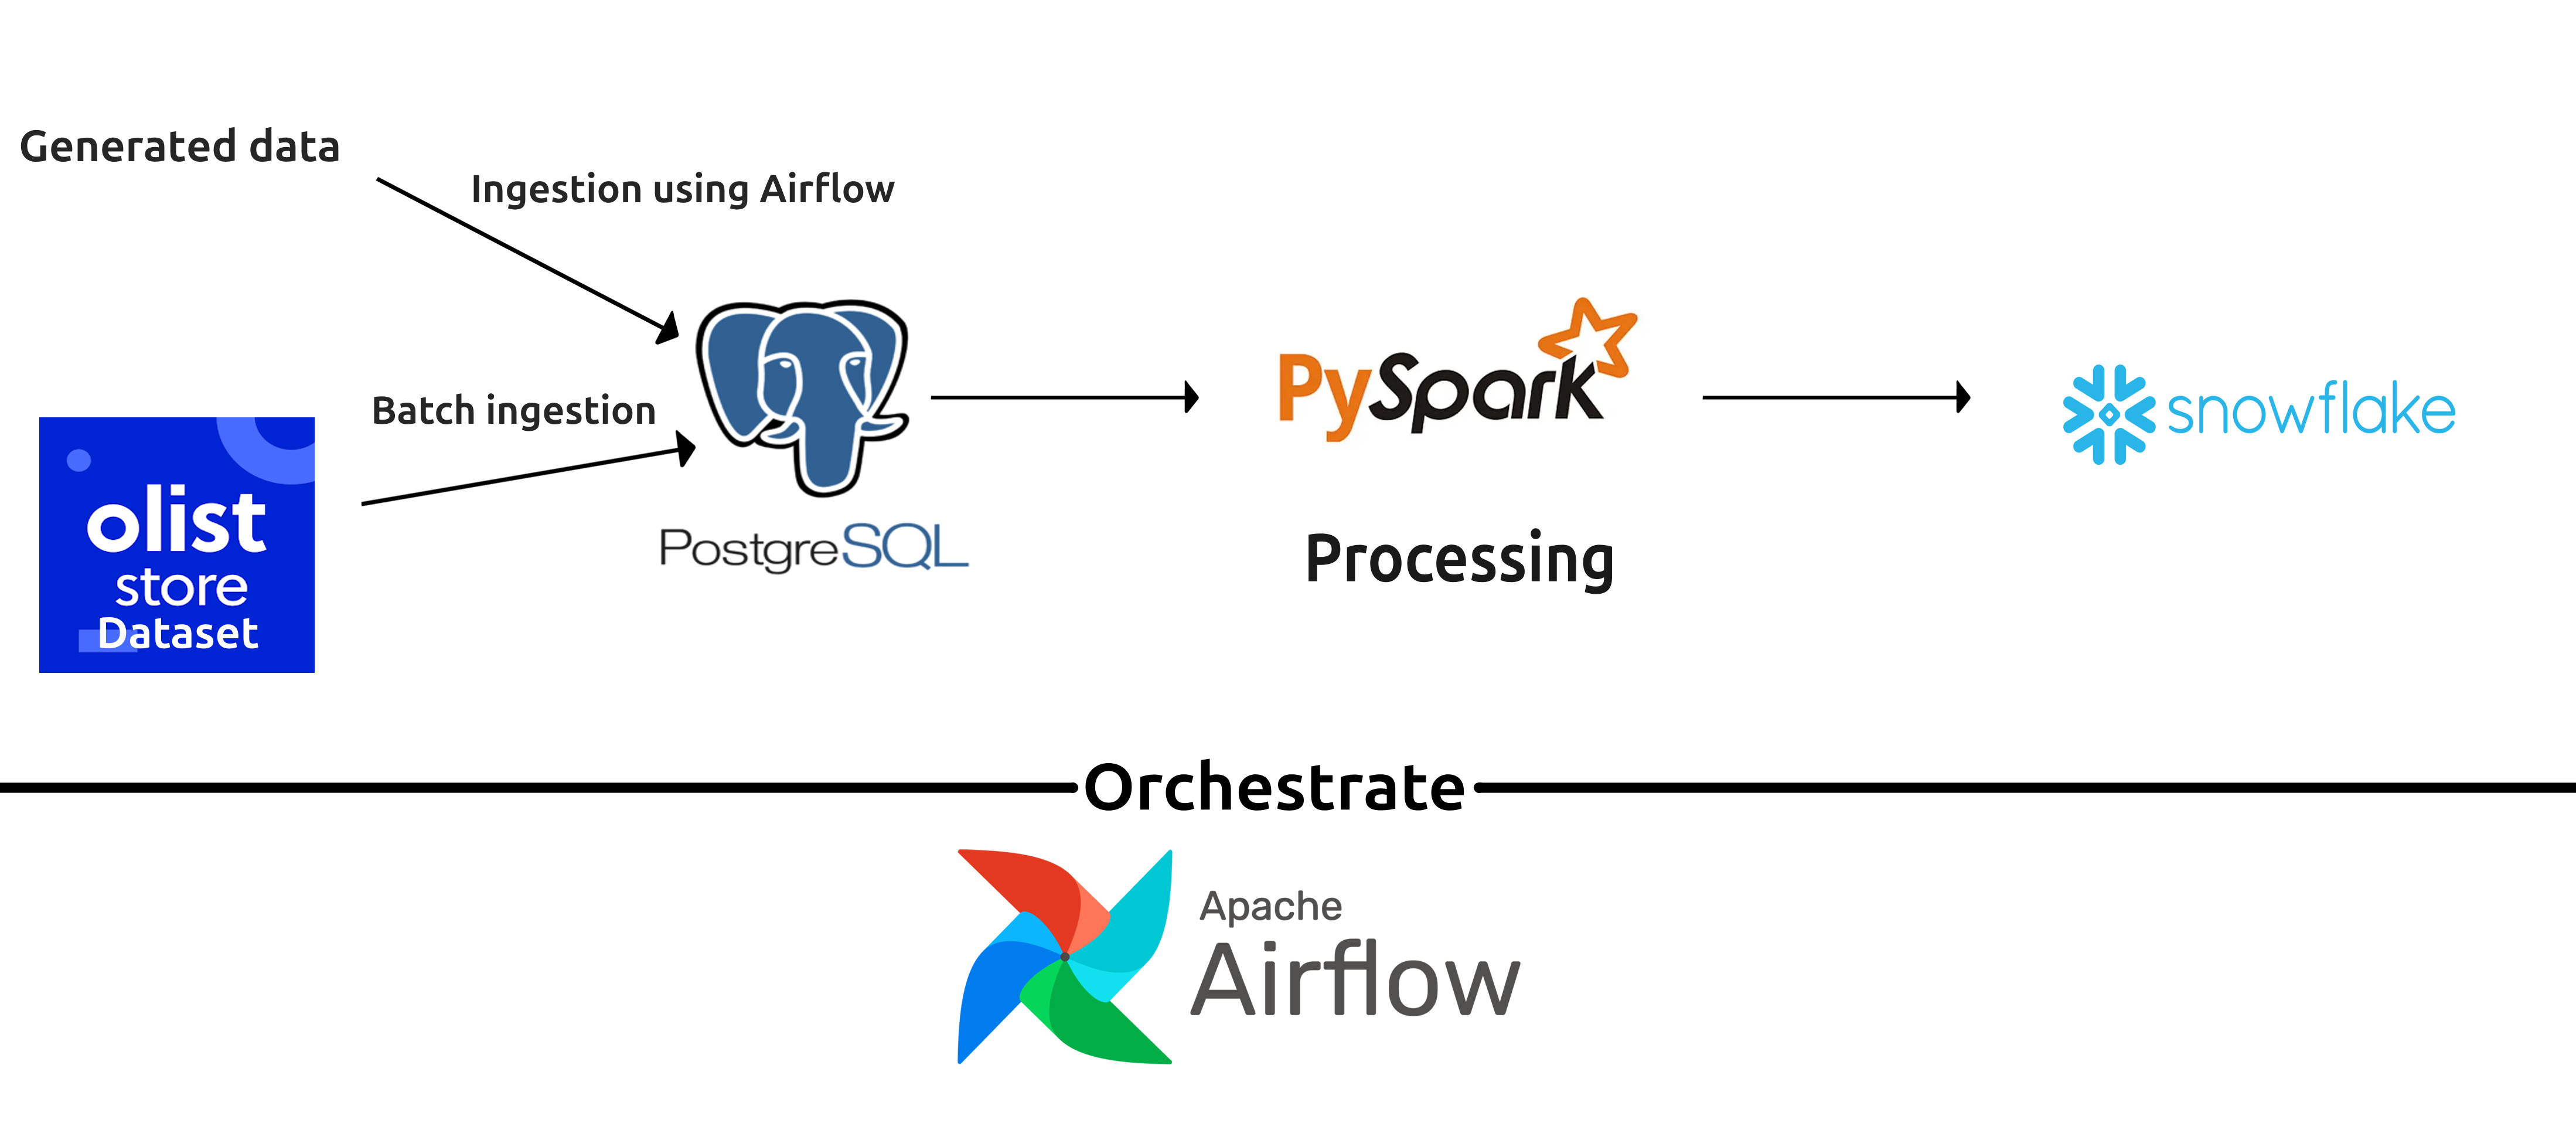 Generated data
Ingestion using Airflow
Batch ingestion
olist
store
Dataset
PostgreSQL
PySpark
Processing
snowflake
Orchestrate
Apache
Airflow